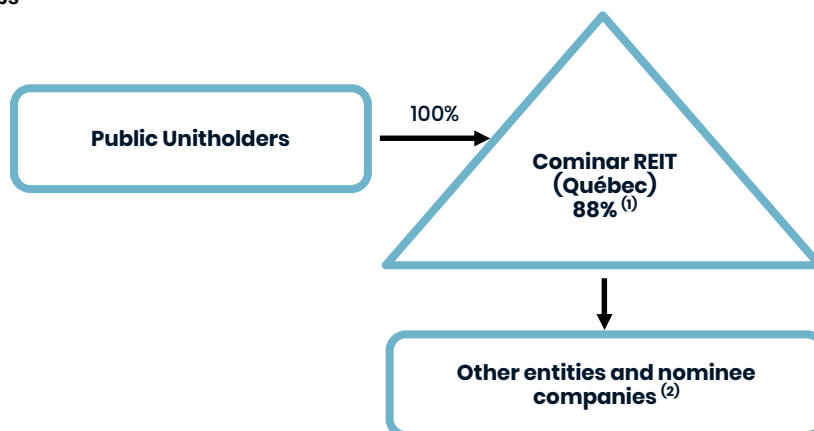 Public Unitholders
100%
Cominar REIT
(Québec)
88% (1)
Other entities and nominee
companies (2)